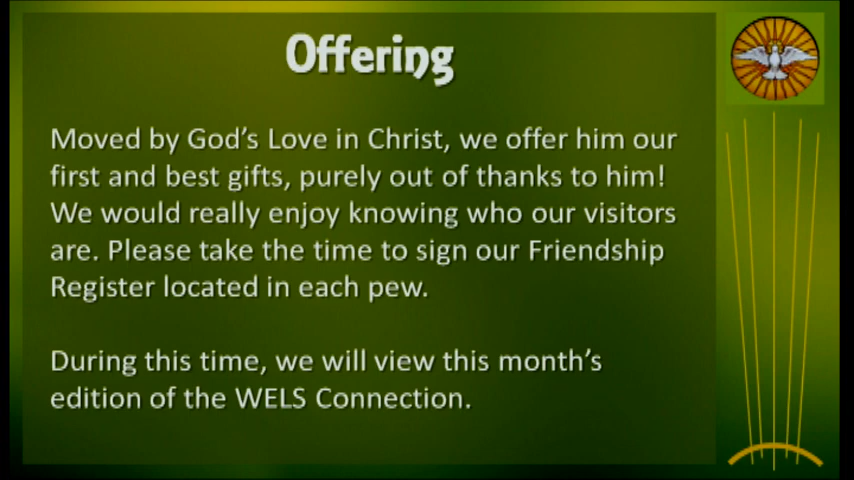 Offering
Moved by God's Love in Christ, we offer him our
first and best gifts, purely out of thanks to him!
We would really enjoy knowing who our visitors
are. Please take the time to sign our Friendship
Register located in each pew.
During this time, we will view this month's
edition of the WELS Connection.